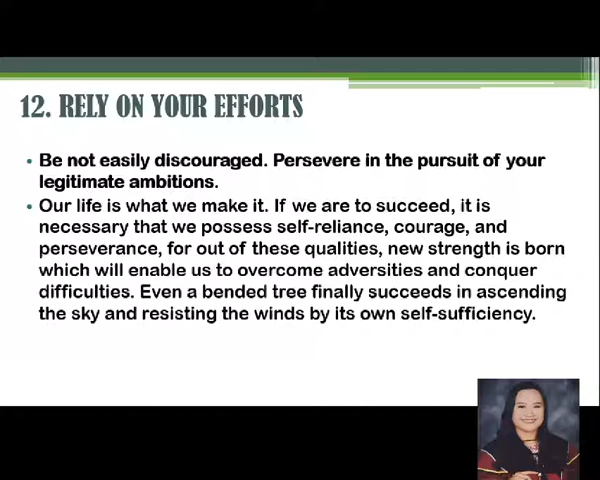 12. RELY ON YOUR EFFORTS
• Be not easily discouraged. Persevere in the pursuit of your
legitimate ambitions.
• Our life is what we make it. If we are to succeed, it is
necessary that we possess self-reliance, courage, and
perseverance, for out of these qualities, new strength is born
which will enable us to overcome adversities and conquer
difficulties. Even a bended tree finally succeeds in ascending
the sky and resisting the winds by its own self-sufficiency.